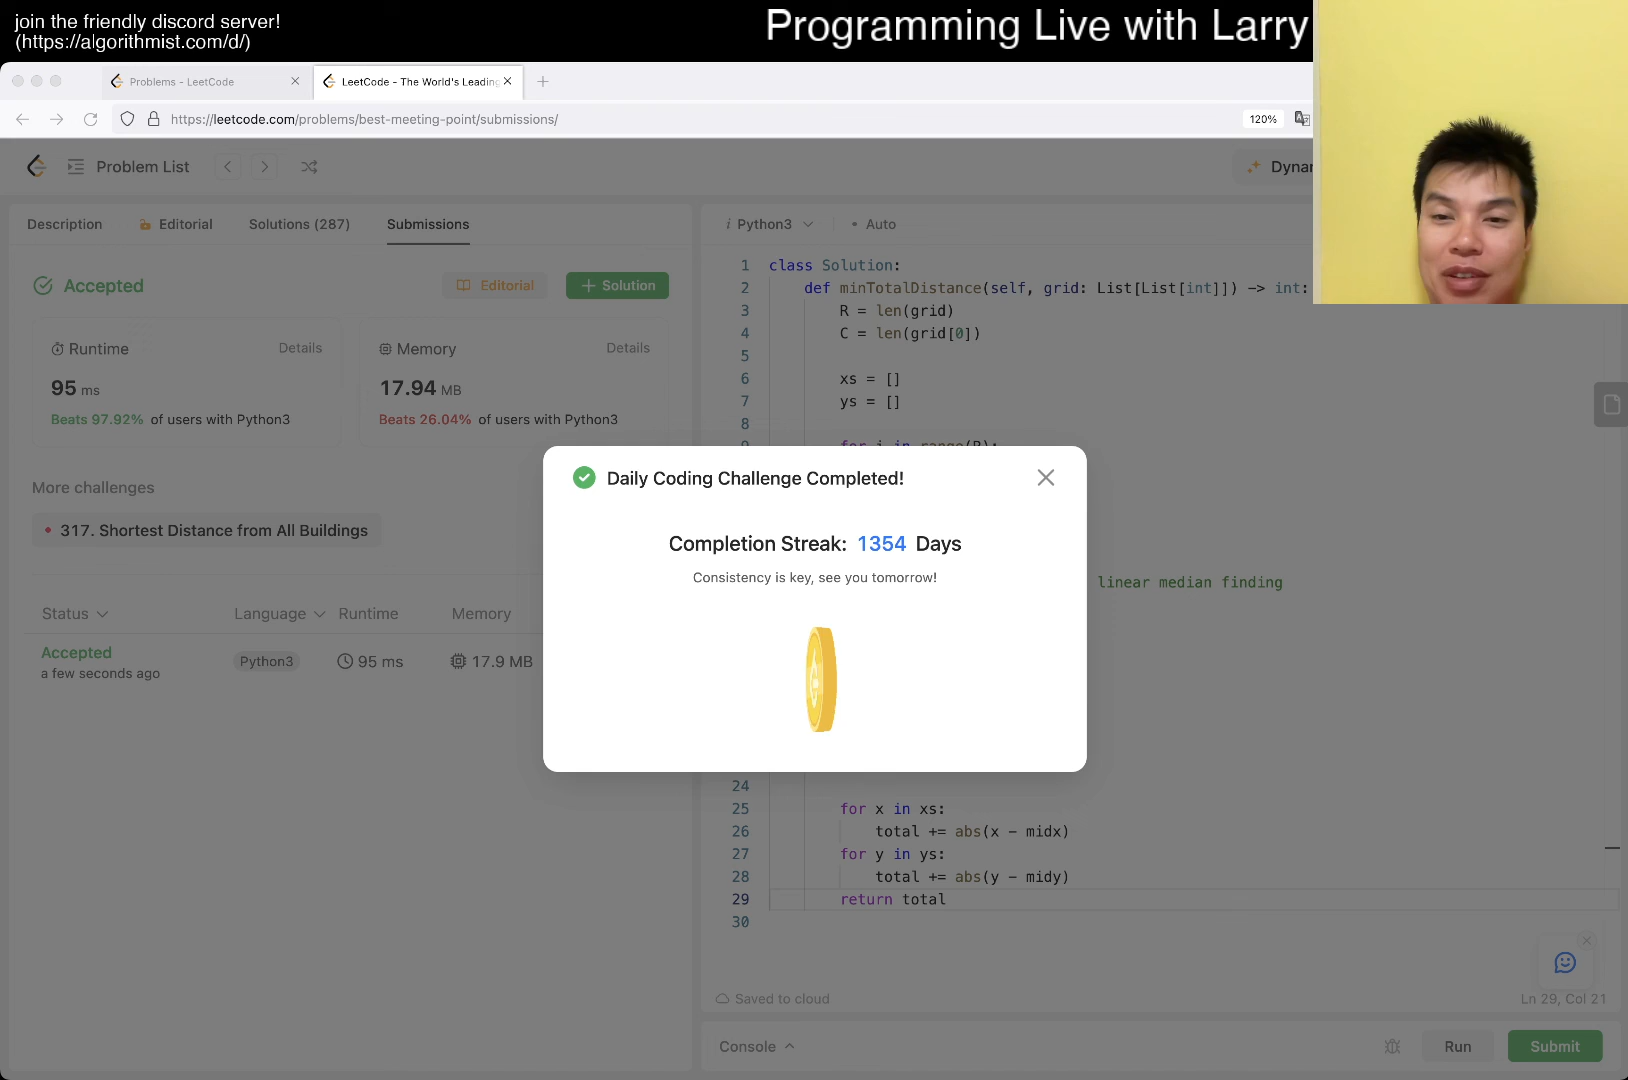 join the friendly discord server!
(https://algorithmist.com/d/)
Programming Live with Larry
Problems - LeetCode
LeetCode - The World's Leading
https://leetcode.com/problems/best-meeting-point/submissions/
120%
Problem List
Dynam
Description
Editorial
Solutions (287)
Submissions
i Python3
• Auto
Accepted
Editorial
+ Solution
Runtime
Details
95 ms
Beats 97.92% of users with Python3
Memory
Details
17.94 MB
Beats 26.04% of users with Python3
More challenges
317. Shortest Distance from All Buildings
Status
Language
Runtime
Memory
Accepted
a few seconds ago
Python3
95 ms
17.9 MB
1 class Solution:
2 def minTotalDistance(self, grid: List[List[int]]) -> int:
3 R = len(grid)
4 C = len(grid[0])
5
6 xs = []
7 ys = []
8
9 for i in range(R):
linear median finding
24
25 for x in xs:
26 total += abs(x - midx)
27 for y in ys:
28 total += abs(y - midy)
29 return total
30
Daily Coding Challenge Completed!
Completion Streak: 1354 Days
Consistency is key, see you tomorrow!
Saved to cloud
Ln 29, Col 21
Console
Run
Submit